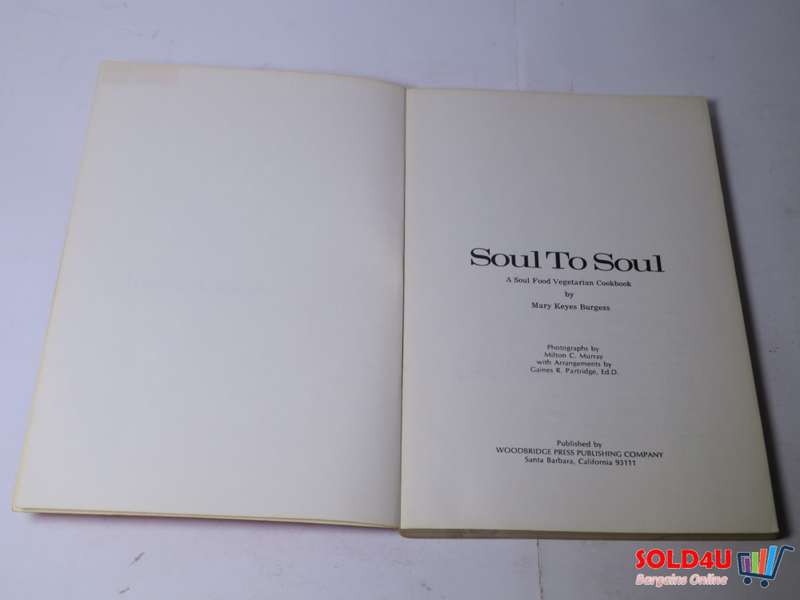 Soul To Soul
A Soul Food Vegetarian Cookbook
by
Mary Keyes Burgess
Photographs by
Milton C. Murray
with Arrangements by
Gaines R. Partridge, Ed.D.
Published by
WOODBRIDGE PRESS PUBLISHING COMPANY
Santa Barbara, California 93111
SOLD4U
Bargains Online